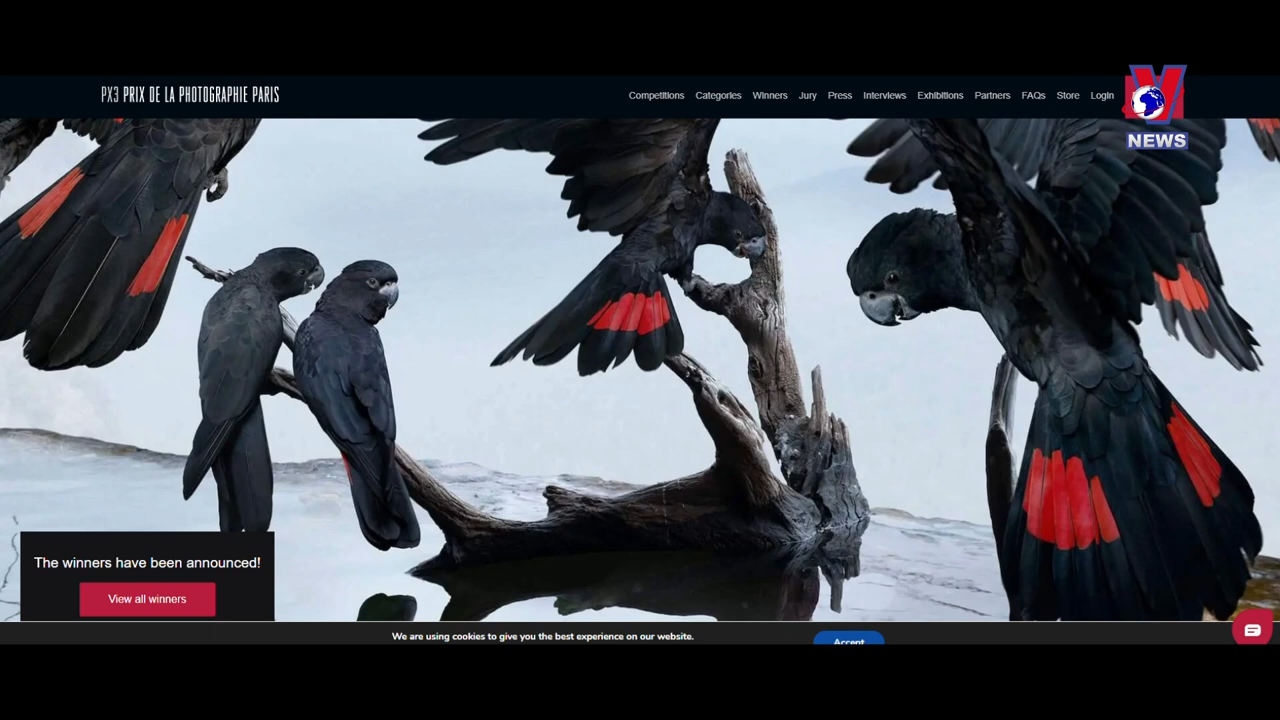 PX3 PRIX DE LA PHOTOGRAPHIE PARIS
Competitions Categories Winners Jury Press Interviews Exhibitions Partners FAQs Store Login
V
NEWS
The winners have been announced!
View all winners
We are using cookies to give you the best experience on our website.
Accept